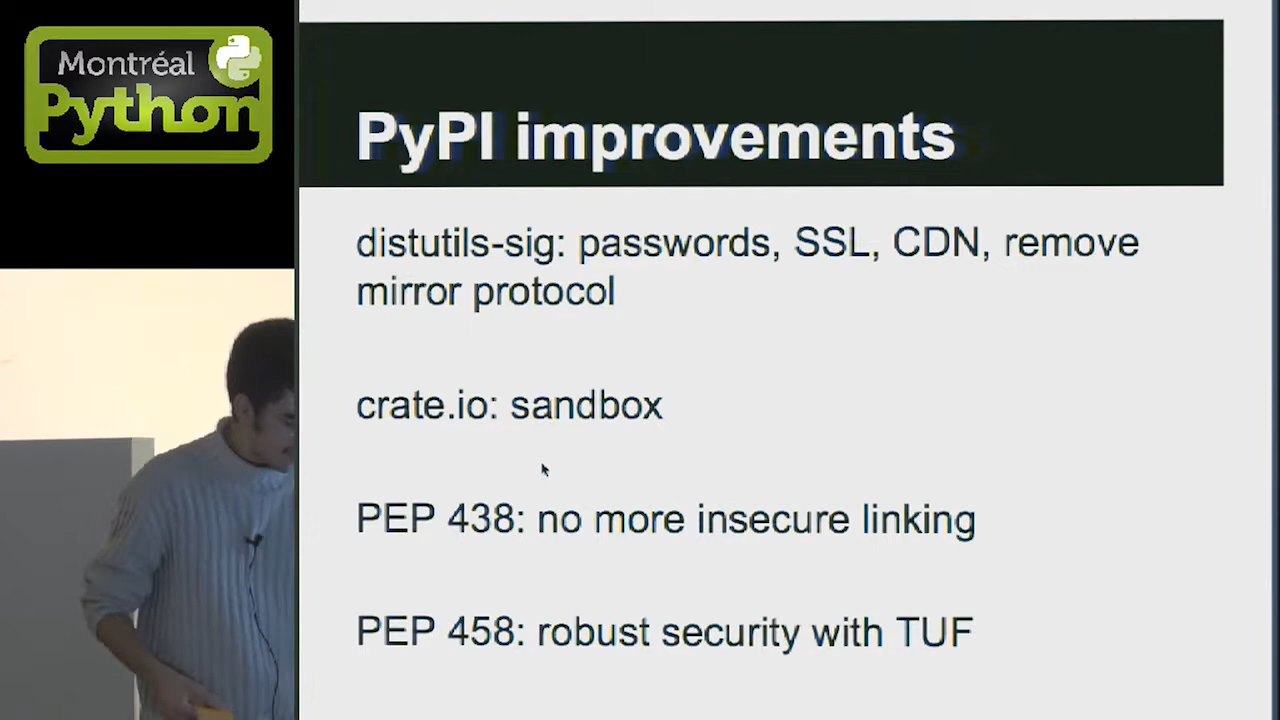 Montréal
Python
PyPI improvements
distutils-sig: passwords, SSL, CDN, remove
mirror protocol
crate.io: sandbox
PEP 438: no more insecure linking
PEP 458: robust security with TUF